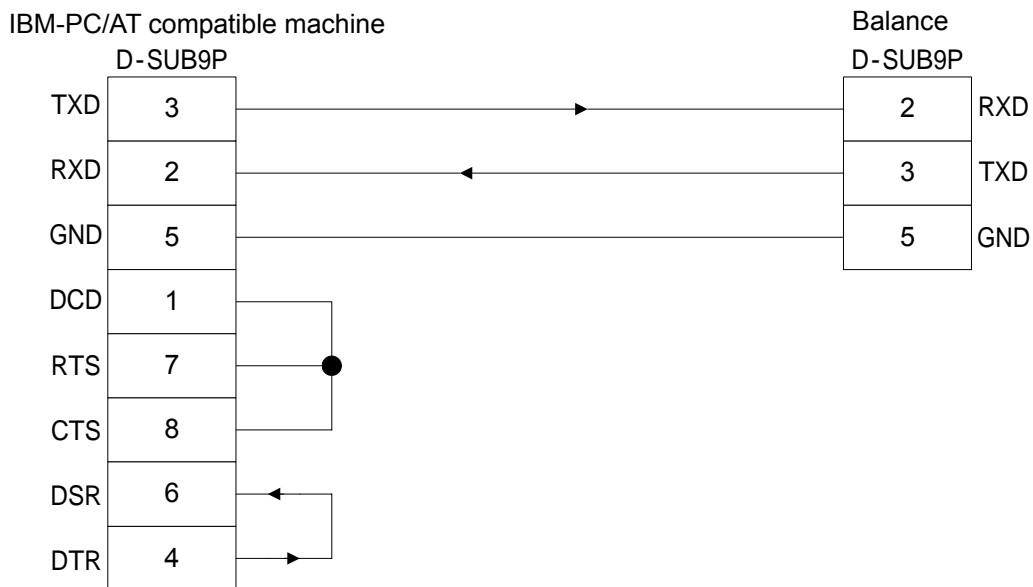 IBM-PC/AT compatible machine
Balance
D-SUB9P
D-SUB9P
TXD 3 2 RXD
RXD 2 3 TXD
GND 5 5 GND
DCD 1
RTS 7
CTS 8
DSR 6
DTR 4